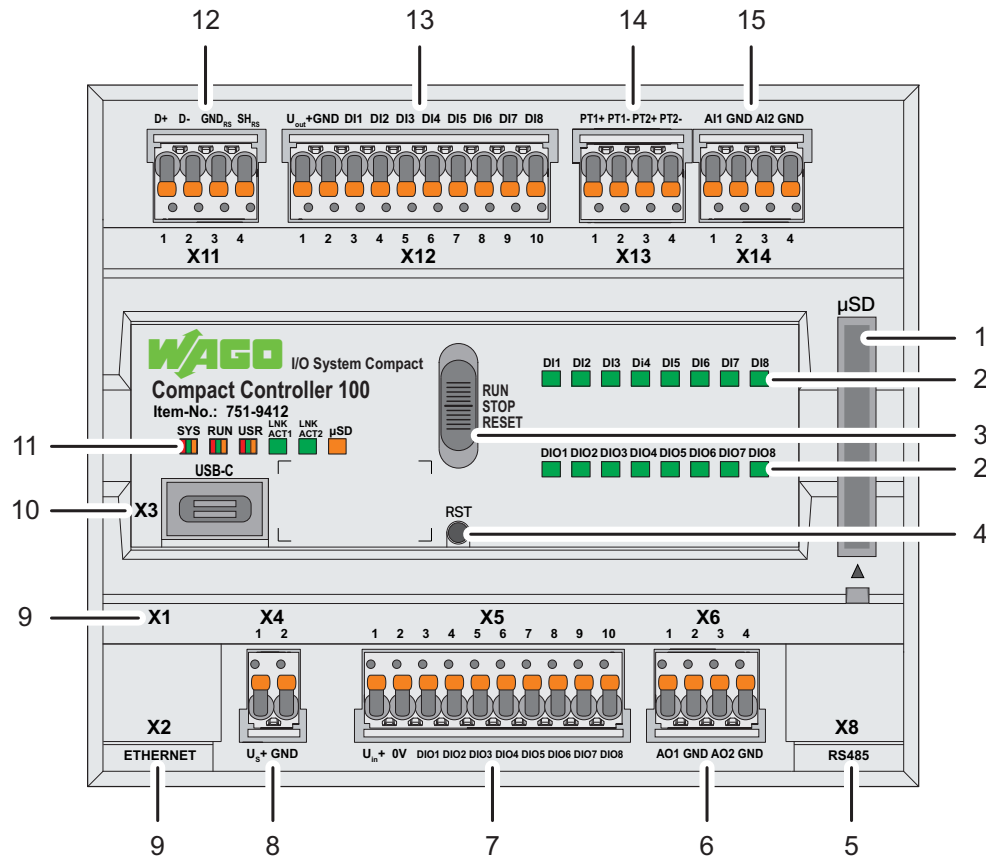 12 13 14 15
D+ D- GNDRS SHRS
Uout+ GND DI1 DI2 DI3 DI4 DI5 DI6 DI7 DI8
PT1+ PT1- PT2+ PT2-
AI1 GND AI2 GND
1 2 3 4
X11
1 2 3 4 5 6 7 8 9 10
X12
1 2 3 4
X13
1 2 3 4
X14
µSD
1
WAGO I/O System Compact
Compact Controller 100
Item-No.: 751-9412
SYS RUN USR LNK ACT1 LNK ACT2 µSD
11
RUN
STOP
RESET
3
DI1 DI2 DI3 Di4 DI5 DI6 DI7 DI8
2
DIO1 DIO2 DIO3 DIO4 DIO5 DIO6 DIO7 DIO8
2
USB-C
10 X3
RST
4
9 X1
X4
1 2
X5
1 2 3 4 5 6 7 8 9 10
X6
1 2 3 4
X2
ETHERNET
US+ GND
Uin+ 0V DIO1 DIO2 DIO3 DIO4 DIO5 DIO6 DIO7 DIO8
AO1 GND AO2 GND
X8
RS485
9 8 7 6 5